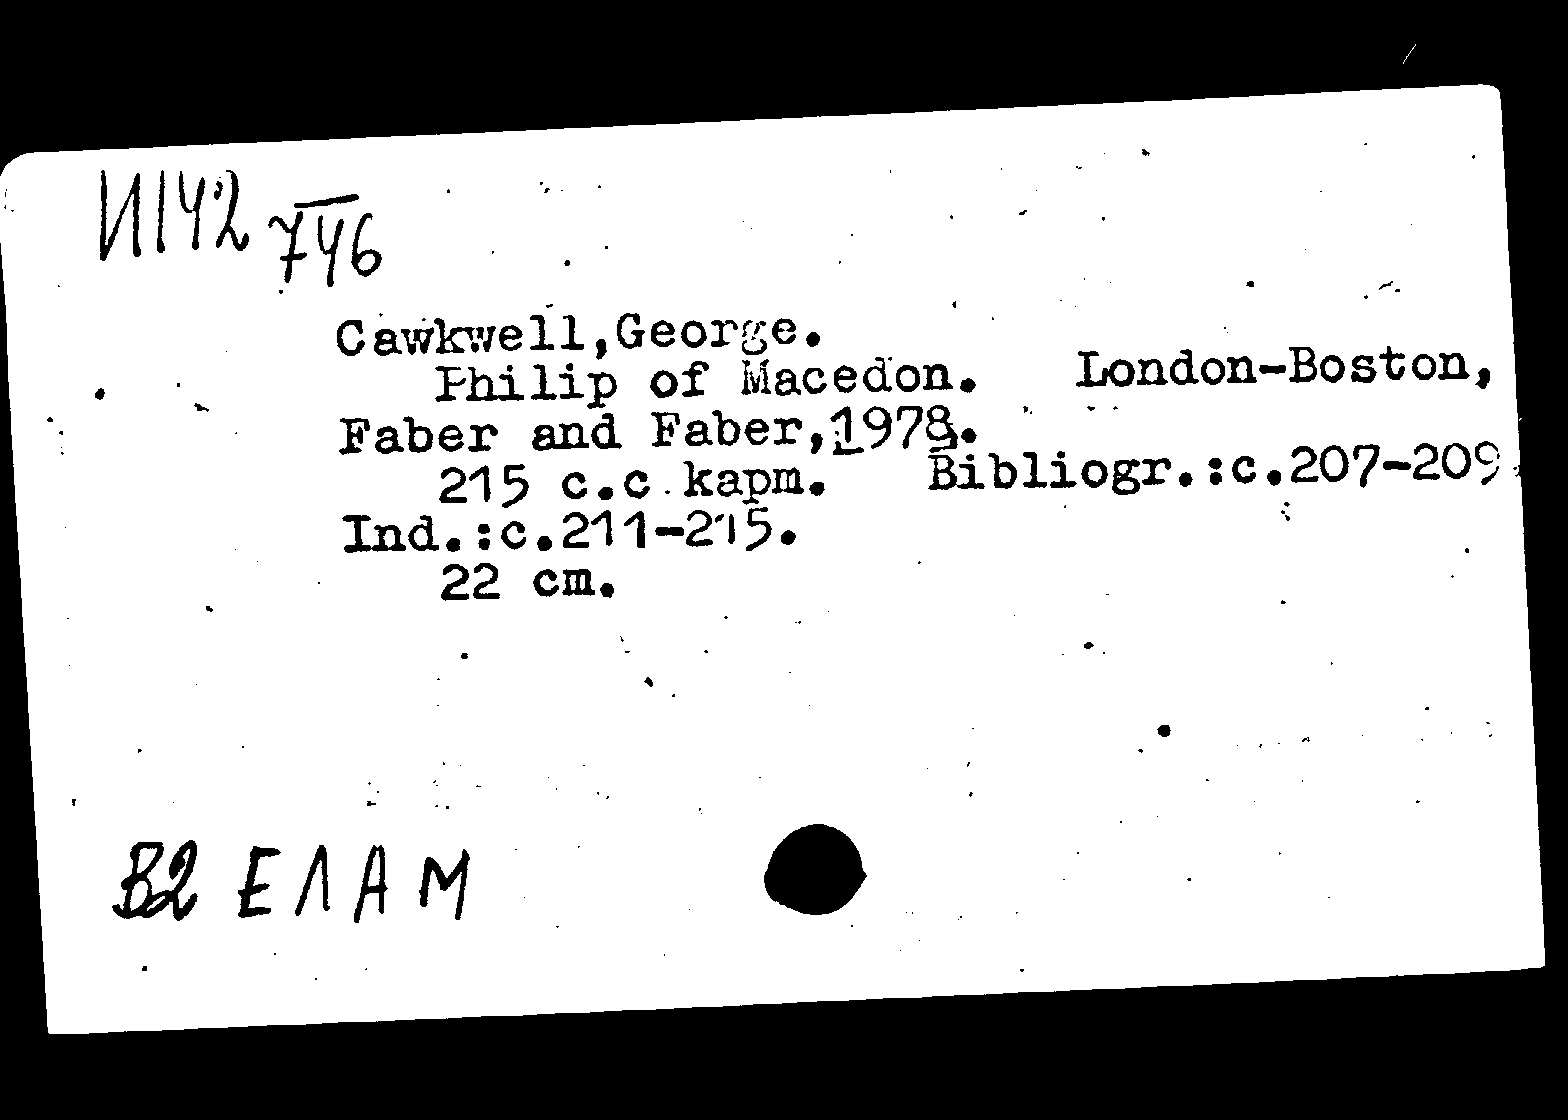 И142
746
Cawkwell,George.
Philip of Macedon. London-Boston,
Faber and Faber,1978.
215 с.с карт. Bibliogr.:с.207-209
Ind.:с.211-215.
22 cm.
В2 ЕЛАМ